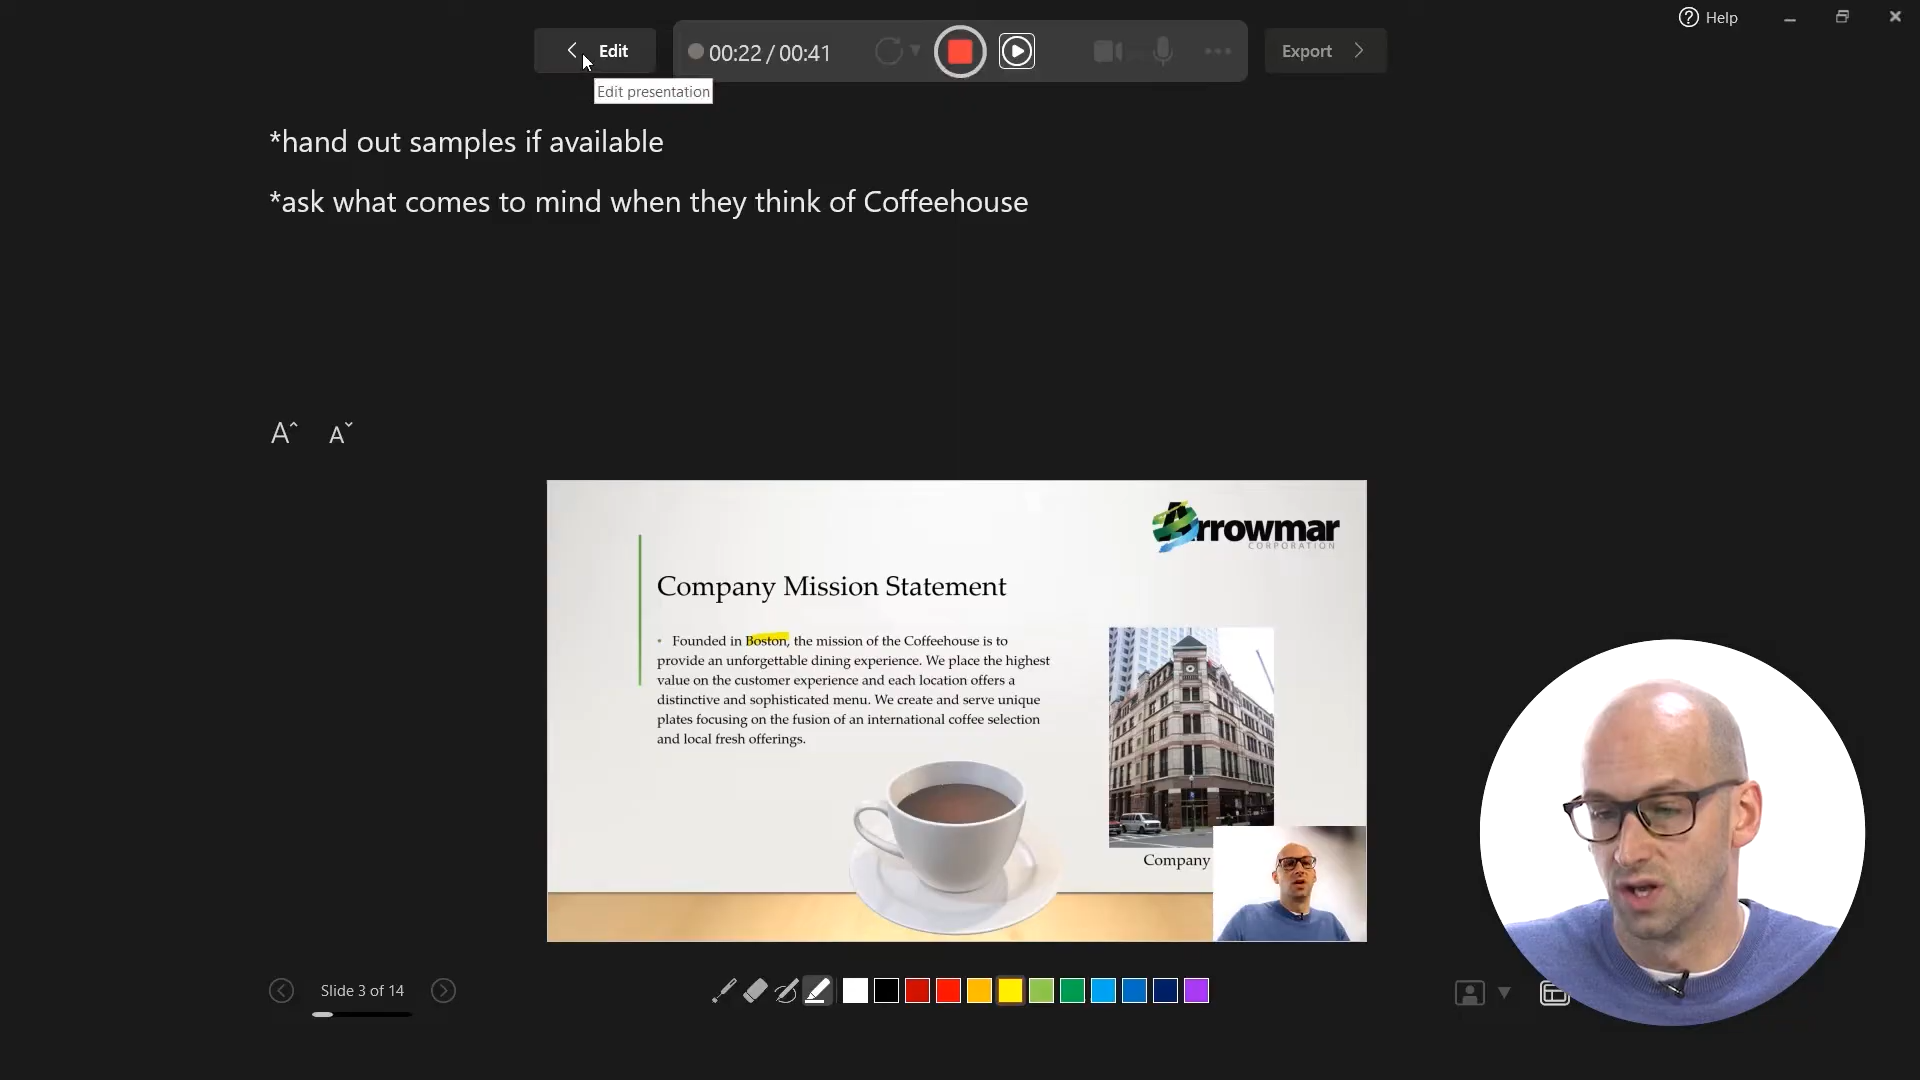 Help
Edit
00:22 / 00:41
Export
Edit presentation
*hand out samples if available
*ask what comes to mind when they think of Coffeehouse
A A
Arrowmar
CORPORATION
Company Mission Statement
• Founded in Boston, the mission of the Coffeehouse is to
provide an unforgettable dining experience. We place the highest
value on the customer experience and each location offers a
distinctive and sophisticated menu. We create and serve unique
plates focusing on the fusion of an international coffee selection
and local fresh offerings.
Company
Slide 3 of 14